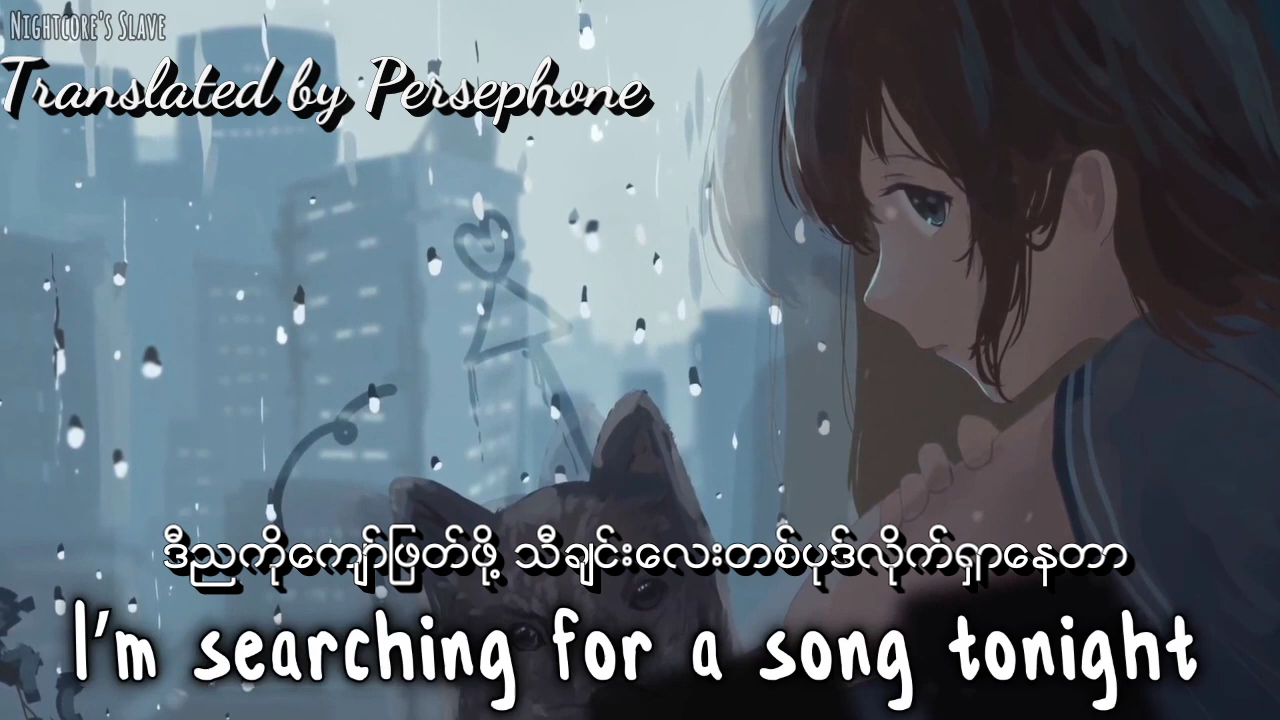 Nightcore's Slave
Translated by Persephone
ဒီညကိုကျော်ဖြတ်ဖို့ သီချင်းလေးတစ်ပုဒ်လိုက်ရှာနေတာ
I'm searching for a song tonight